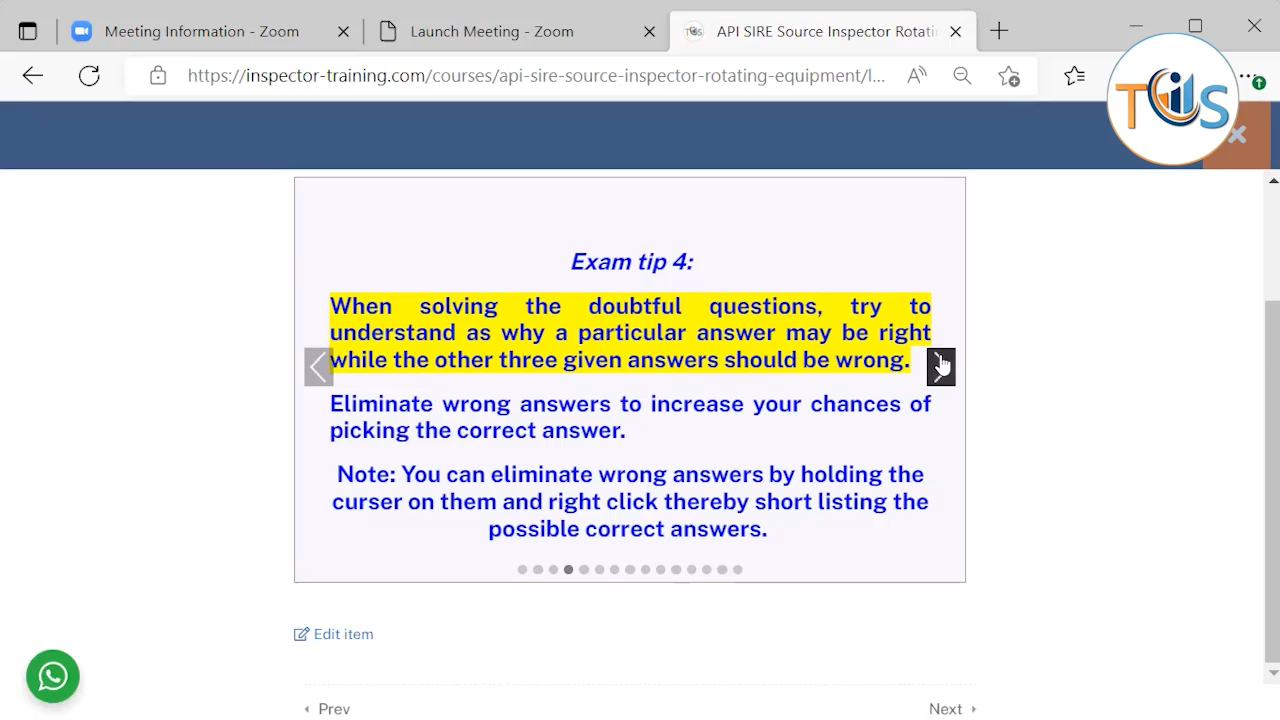 Meeting Information - Zoom
Launch Meeting - Zoom
API SIRE Source Inspector Rotati
https://inspector-training.com/courses/api-sire-source-inspector-rotating-equipment/l...
TCIS
Exam tip 4:
When solving the doubtful questions, try to
understand as why a particular answer may be right
while the other three given answers should be wrong.
Eliminate wrong answers to increase your chances of
picking the correct answer.
Note: You can eliminate wrong answers by holding the
curser on them and right click thereby short listing the
possible correct answers.
Edit item
Prev
Next